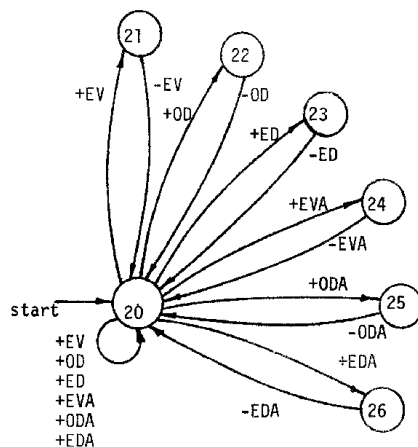 21
22
+EV
-EV
+OD
-OD
23
+ED
-ED
+EVA
24
-EVA
+ODA
25
start
20
-ODA
+EV
+OD
+ED
+EVA
+ODA
+EDA
+EDA
-EDA
26